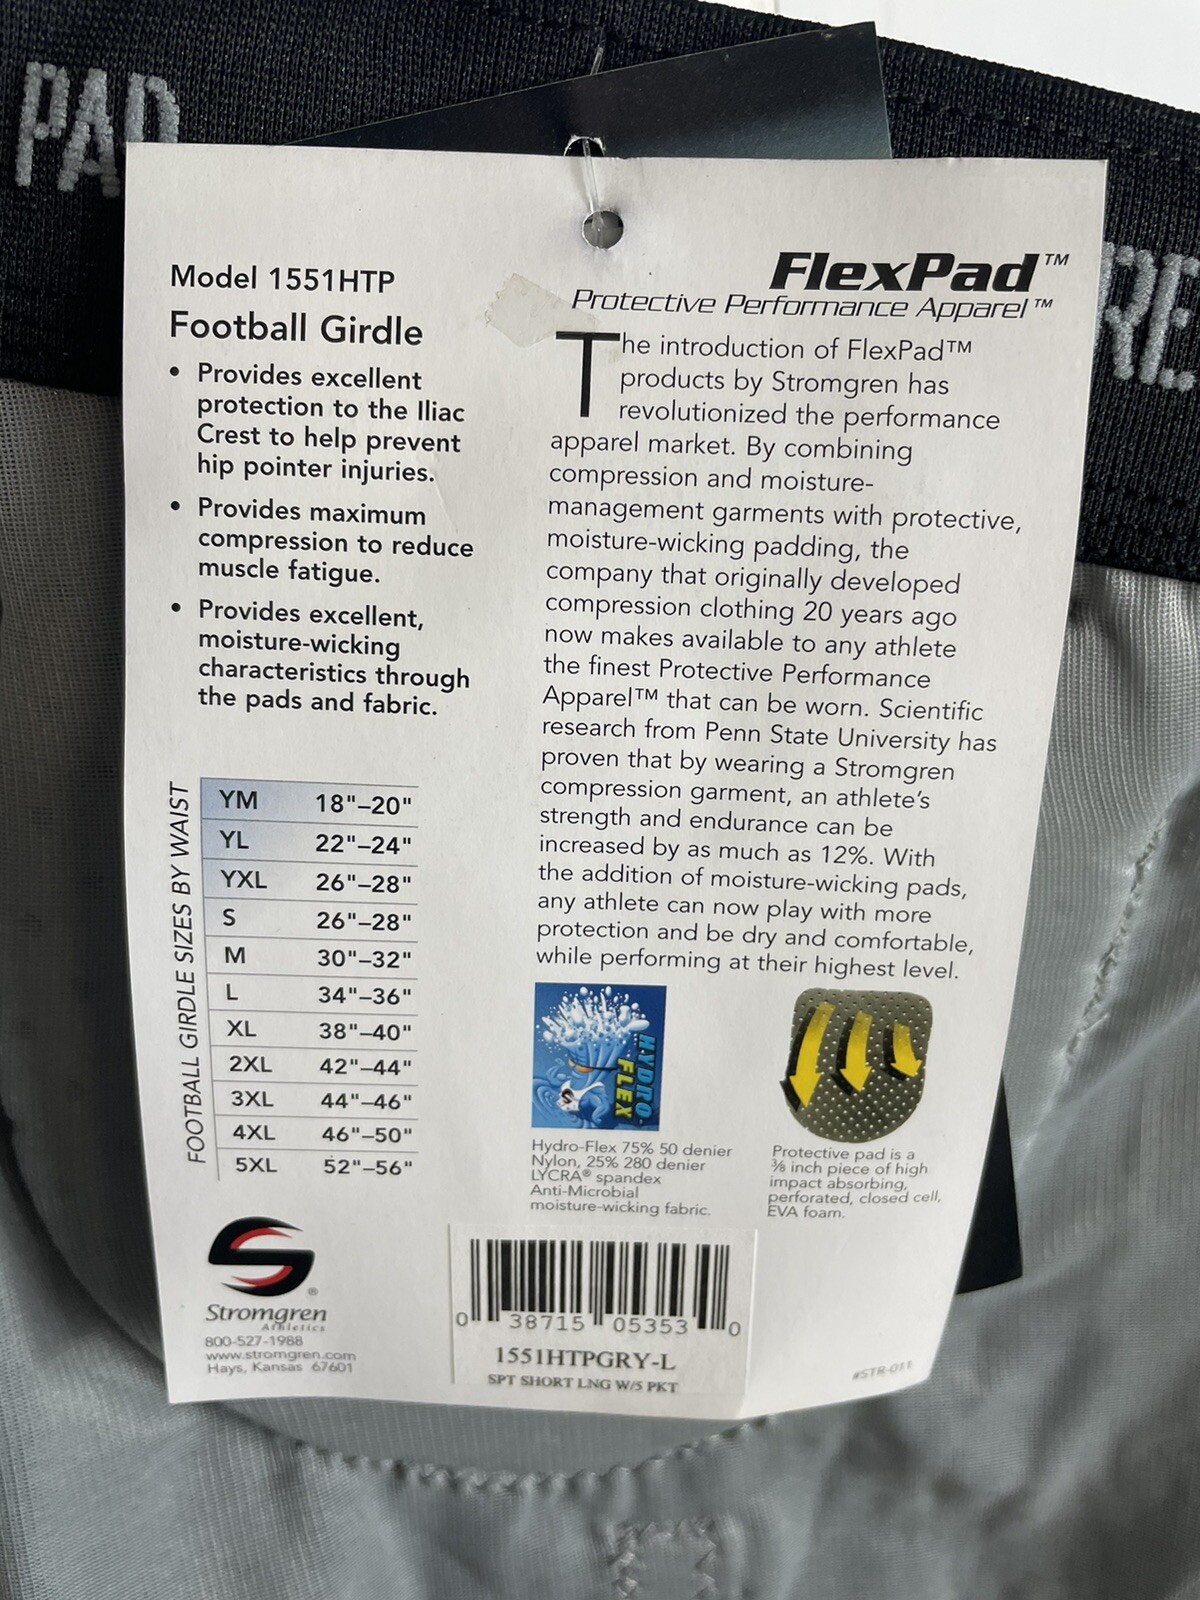 PAD
RE
Model 1551HTP
Football Girdle
• Provides excellent
protection to the Iliac
Crest to help prevent
hip pointer injuries.
• Provides maximum
compression to reduce
muscle fatigue.
• Provides excellent,
moisture-wicking
characteristics through
the pads and fabric.
FOOTBALL GIRDLE SIZES BY WAIST
YM 18"–20"
YL 22"–24"
YXL 26"–28"
S 26"–28"
M 30"–32"
L 34"–36"
XL 38"–40"
2XL 42"–44"
3XL 44"–46"
4XL 46"–50"
5XL 52"–56"
Stromgren
Athletics
800-527-1988
www.stromgren.com
Hays, Kansas 67601
FlexPad™
Protective Performance Apparel™
The introduction of FlexPad™
products by Stromgren has
revolutionized the performance
apparel market. By combining
compression and moisture-
management garments with protective,
moisture-wicking padding, the
company that originally developed
compression clothing 20 years ago
now makes available to any athlete
the finest Protective Performance
Apparel™ that can be worn. Scientific
research from Penn State University has
proven that by wearing a Stromgren
compression garment, an athlete's
strength and endurance can be
increased by as much as 12%. With
the addition of moisture-wicking pads,
any athlete can now play with more
protection and be dry and comfortable,
while performing at their highest level.
HYDRO-
FLEX
Hydro-Flex 75% 50 denier
Nylon, 25% 280 denier
LYCRA® spandex
Anti-Microbial
moisture-wicking fabric.
Protective pad is a
⅜ inch piece of high
impact absorbing,
perforated, closed cell,
EVA foam.
0 38715 05353 0
1551HTPGRY-L
SPT SHORT LNG W/5 PKT
#STR-011